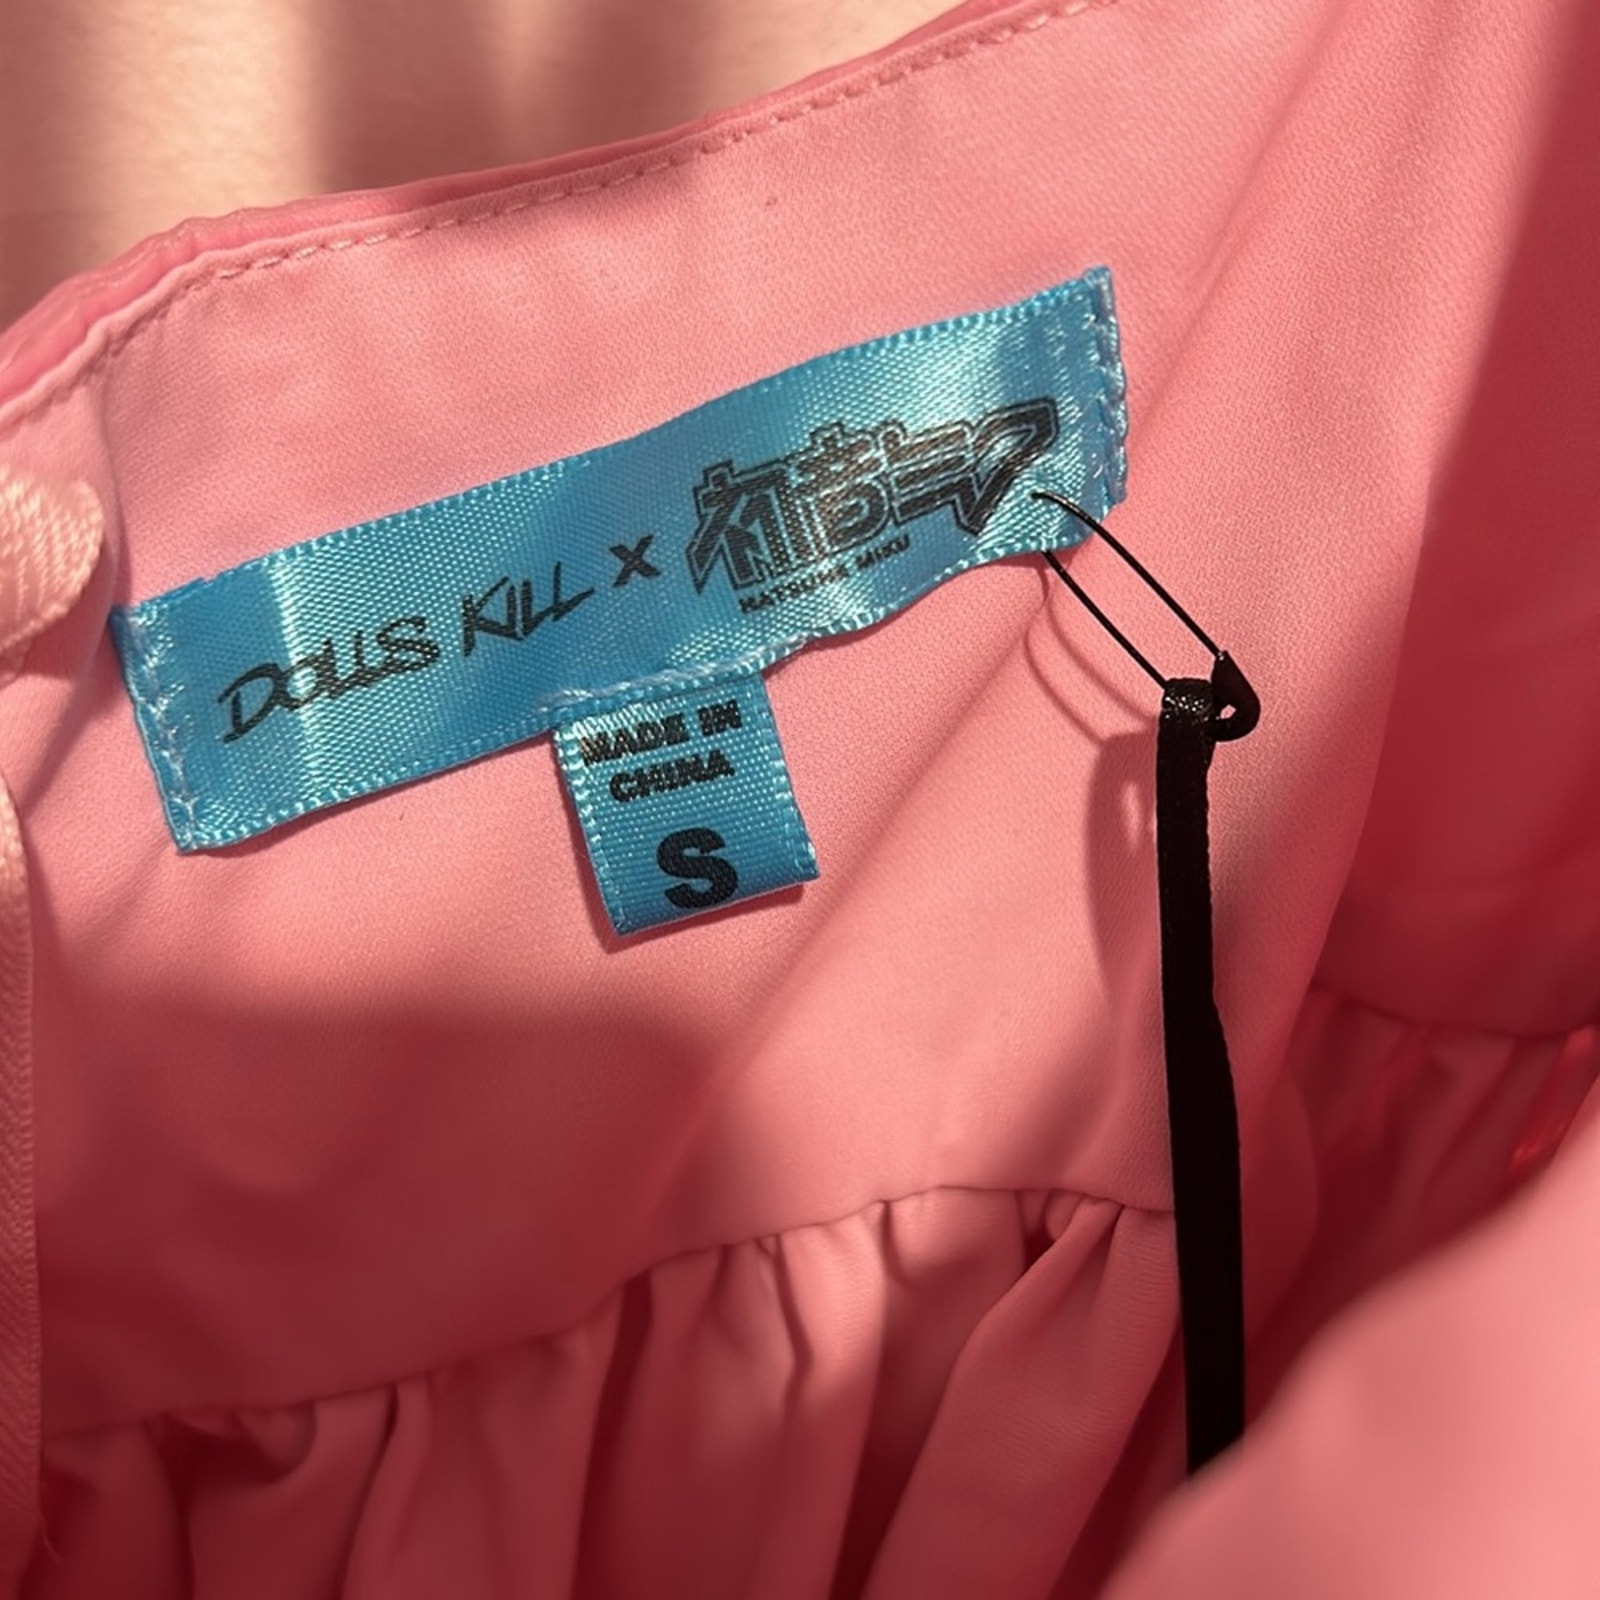 DOLLS KILL x 初音ミク
HATSUNE MIKU
MADE IN
CHINA
S